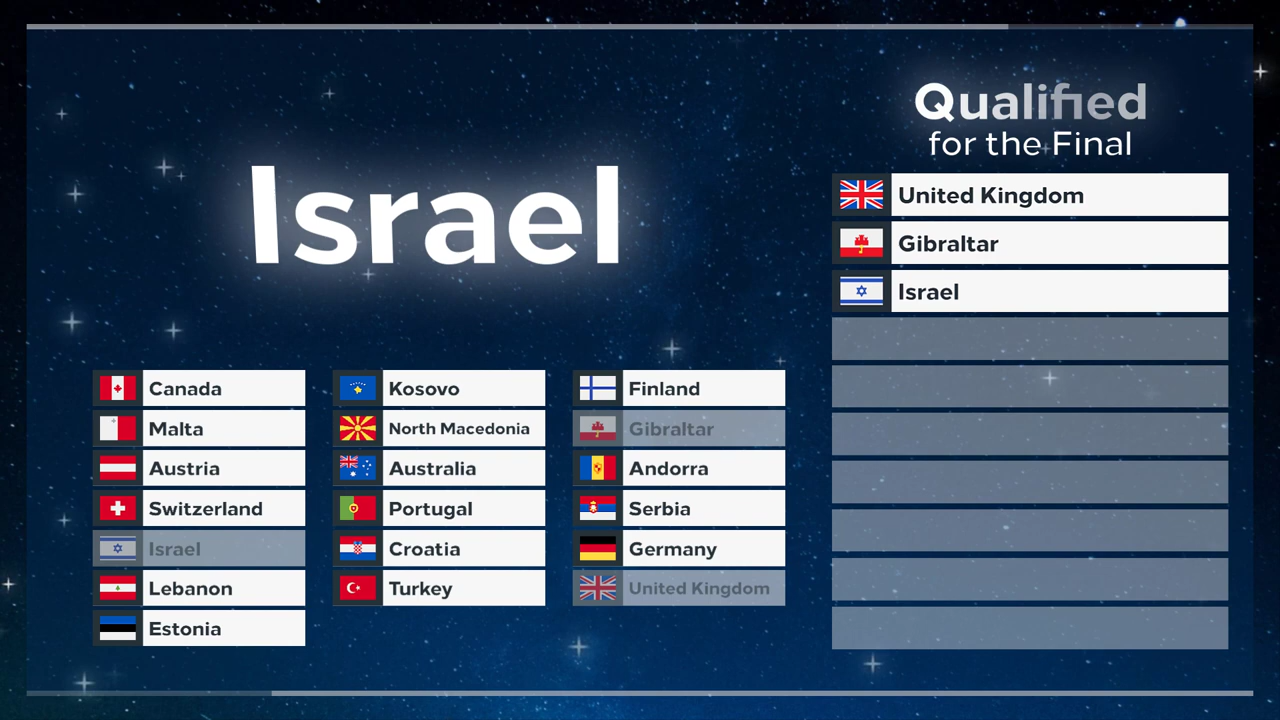 Israel
Canada
Malta
Austria
Switzerland
Israel
Lebanon
Estonia
Kosovo
North Macedonia
Australia
Portugal
Croatia
Turkey
Finland
Gibraltar
Andorra
Serbia
Germany
United Kingdom
Qualified
for the Final
United Kingdom
Gibraltar
Israel